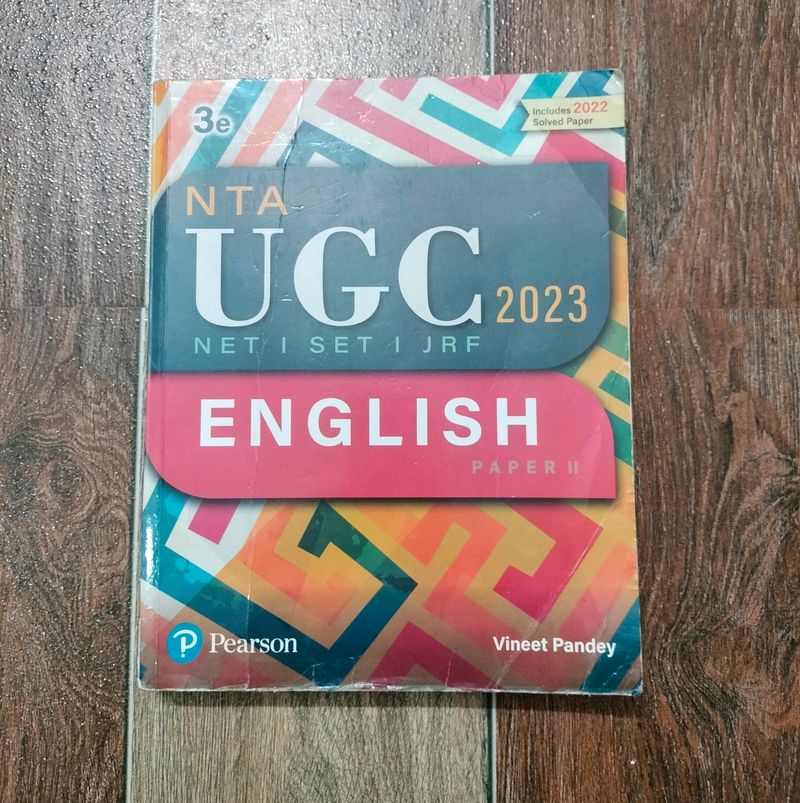 3e
Includes 2022
Solved Paper
NTA
UGC 2023
NET | SET | JRF
ENGLISH
PAPER II
Pearson
Vineet Pandey